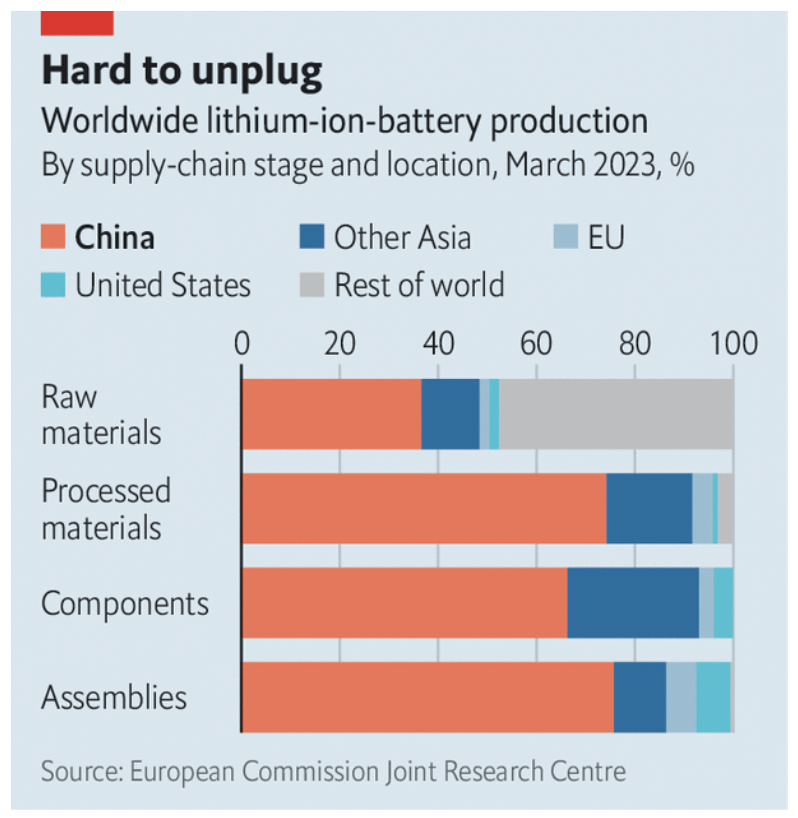 Hard to unplug
Worldwide lithium-ion-battery production
By supply-chain stage and location, March 2023, %
China
Other Asia
EU
United States
Rest of world
0 20 40 60 80 100
Raw
materials
Processed
materials
Components
Assemblies
Source: European Commission Joint Research Centre